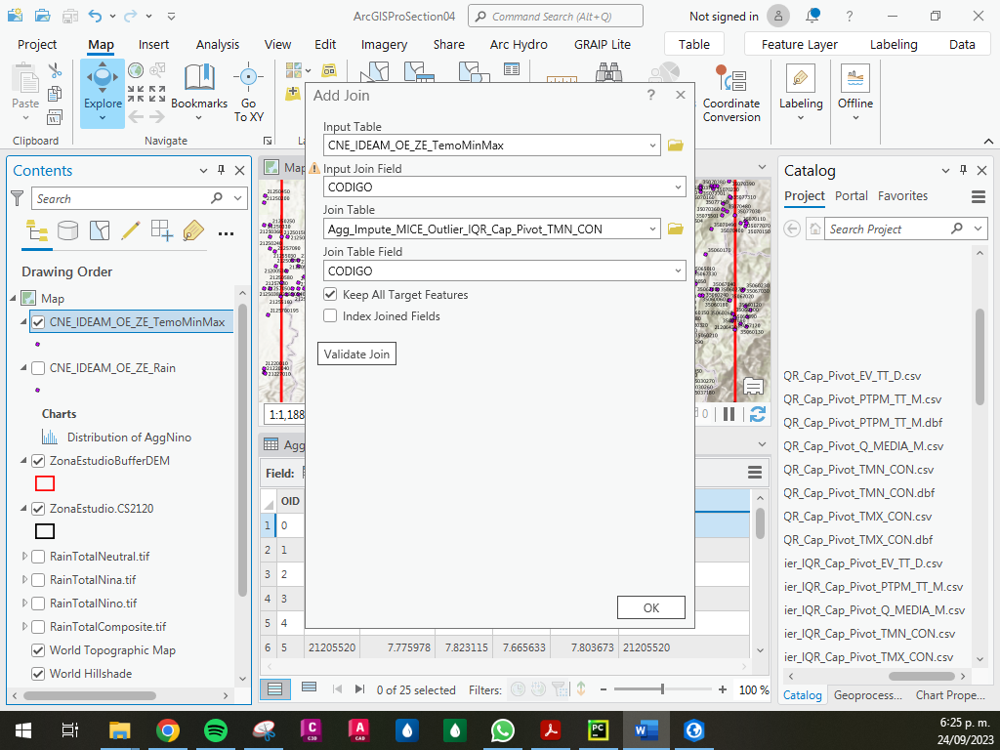 ArcGISProSection04
Command Search (Alt+Q)
Not signed in
?
Project
Map
Insert
Analysis
View
Edit
Imagery
Share
Arc Hydro
GRAIP Lite
Table
Feature Layer
Labeling
Data
Paste
Clipboard
Explore
Bookmarks
Go
To XY
Navigate
Coordinate
Conversion
Labeling
Offline
Contents
Search
Drawing Order
Map
CNE_IDEAM_OE_ZE_TemoMinMax
CNE_IDEAM_OE_ZE_Rain
Charts
Distribution of AggNino
ZonaEstudioBufferDEM
ZonaEstudio.CS2120
RainTotalNeutral.tif
RainTotalNina.tif
RainTotalNino.tif
RainTotalComposite.tif
World Topographic Map
World Hillshade
Add Join
?
Input Table
CNE_IDEAM_OE_ZE_TemoMinMax
Input Join Field
CODIGO
Join Table
Agg_Impute_MICE_Outlier_IQR_Cap_Pivot_TMN_CON
Join Table Field
CODIGO
Keep All Target Features
Index Joined Fields
Validate Join
OK
1:1,188
Field:
OID
1 0
2 1
3 2
4 3
5 4
6 5 21205520 7.775978 7.823115 7.665633 7.803673 21205520
0 of 25 selected
Filters:
100 %
Catalog
Project
Portal
Favorites
Search Project
QR_Cap_Pivot_EV_TT_D.csv
QR_Cap_Pivot_PTPM_TT_M.csv
QR_Cap_Pivot_PTPM_TT_M.dbf
QR_Cap_Pivot_Q_MEDIA_M.csv
QR_Cap_Pivot_TMN_CON.csv
QR_Cap_Pivot_TMN_CON.dbf
QR_Cap_Pivot_TMX_CON.csv
QR_Cap_Pivot_TMX_CON.dbf
ier_IQR_Cap_Pivot_EV_TT_D.csv
ier_IQR_Cap_Pivot_PTPM_TT_M.csv
ier_IQR_Cap_Pivot_Q_MEDIA_M.csv
ier_IQR_Cap_Pivot_TMN_CON.csv
ier_IQR_Cap_Pivot_TMX_CON.csv
Catalog
Geoprocess...
Chart Prope...
6:25 p. m.
24/09/2023